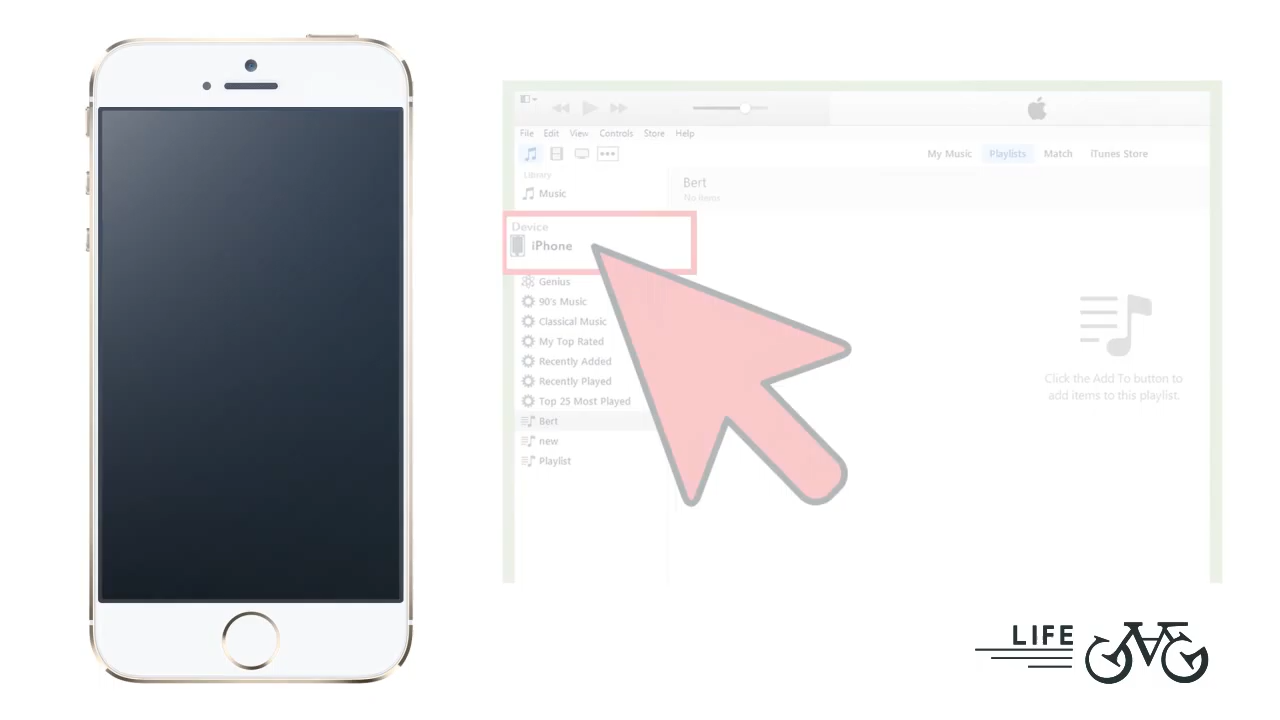 File Edit View Controls Store Help
My Music Playlists Match iTunes Store
Library
Music
Bert
No items
Device
iPhone
Genius
90's Music
Classical Music
My Top Rated
Recently Added
Recently Played
Top 25 Most Played
Bert
new
Playlist
Click the Add To button to
add items to this playlist.
LIFE